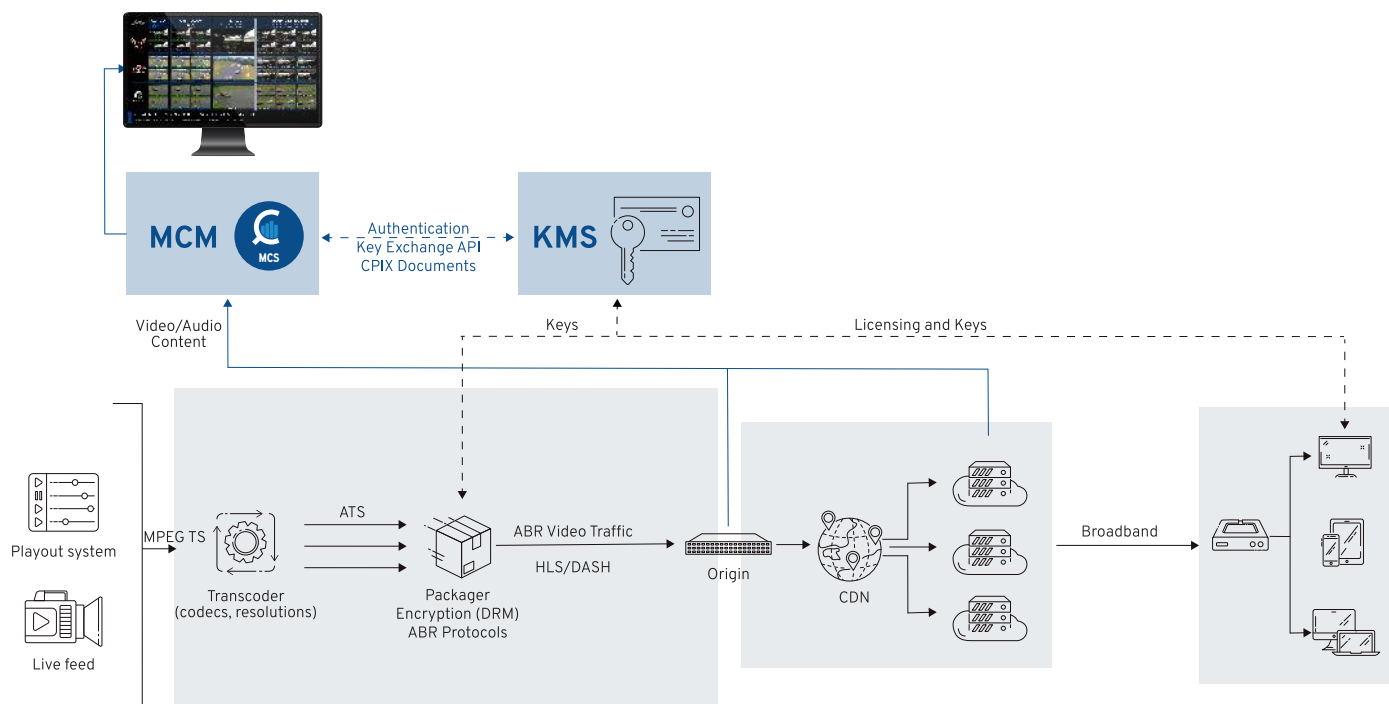 MCM
MCS
Authentication
Key Exchange API
CPIX Documents
KMS
Video/Audio
Content
Keys
Licensing and Keys
Playout system
Live feed
MPEG TS
Transcoder
(codecs, resolutions)
ATS
Packager
Encryption (DRM)
ABR Protocols
ABR Video Traffic
HLS/DASH
Origin
CDN
Broadband